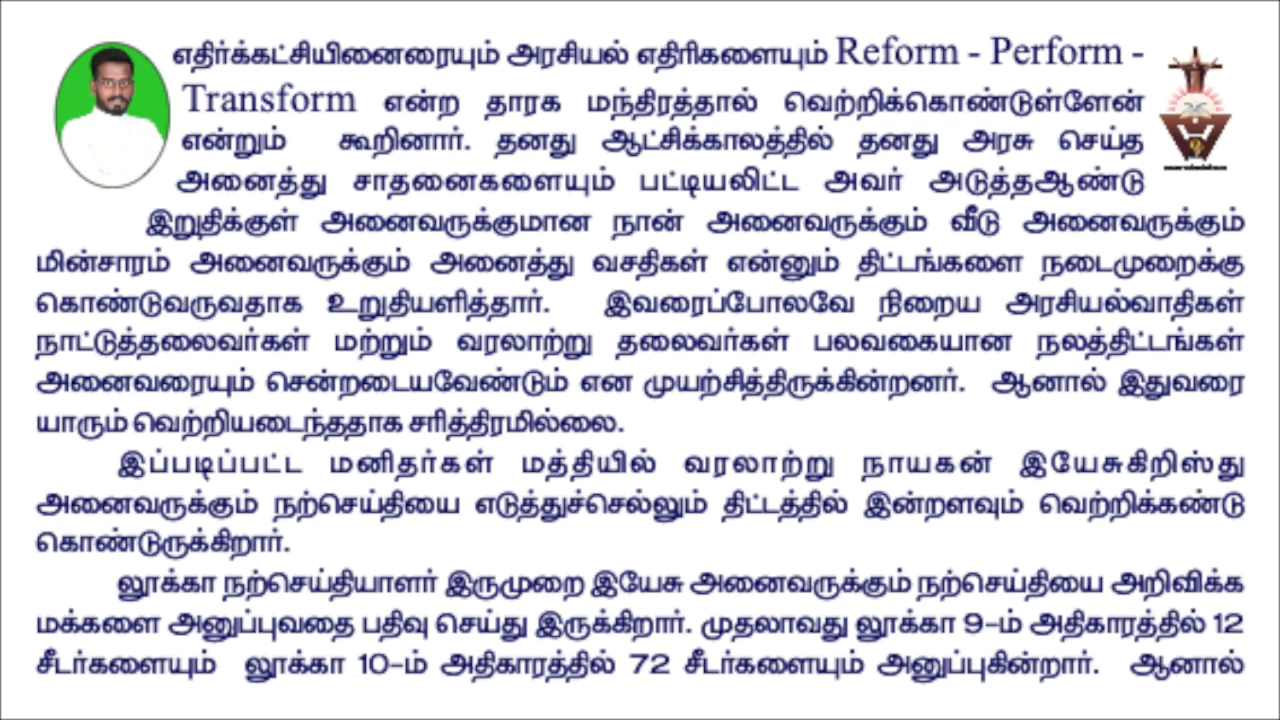 எதிர்க்கட்சியினைரையும் அரசியல் எதிரிகளையும் Reform - Perform -
Transform என்ற தாரக மந்திரத்தால் வெற்றிக்கொண்டுள்ளேன்
என்றும் கூறினார். தனது ஆட்சிக்காலத்தில் தனது அரசு செய்த
அனைத்து சாதனைகளையும் பட்டியலிட்ட அவர் அடுத்தஆண்டு
இறுதிக்குள் அனைவருக்குமான நான் அனைவருக்கும் வீடு அனைவருக்கும்
மின்சாரம் அனைவருக்கும் அனைத்து வசதிகள் என்னும் திட்டங்களை நடைமுறைக்கு
கொண்டுவருவதாக உறுதியளித்தார். இவரைப்போலவே நிறைய அரசியல்வாதிகள்
நாட்டுத்தலைவர்கள் மற்றும் வரலாற்று தலைவர்கள் பலவகையான நலத்திட்டங்கள்
அனைவரையும் சென்றடையவேண்டும் என முயற்சித்திருக்கின்றனர். ஆனால் இதுவரை
யாரும் வெற்றியடைந்ததாக சரித்திரமில்லை.
இப்படிப்பட்ட மனிதர்கள் மத்தியில் வரலாற்று நாயகன் இயேசுகிறிஸ்து
அனைவருக்கும் நற்செய்தியை எடுத்துச்செல்லும் திட்டத்தில் இன்றளவும் வெற்றிக்கண்டு
கொண்டுருக்கிறார்.
லூக்கா நற்செய்தியாளர் இருமுறை இயேசு அனைவருக்கும் நற்செய்தியை அறிவிக்க
மக்களை அனுப்புவதை பதிவு செய்து இருக்கிறார். முதலாவது லூக்கா 9-ம் அதிகாரத்தில் 12
சீடர்களையும் லூக்கா 10-ம் அதிகாரத்தில் 72 சீடர்களையும் அனுப்புகின்றார். ஆனால்